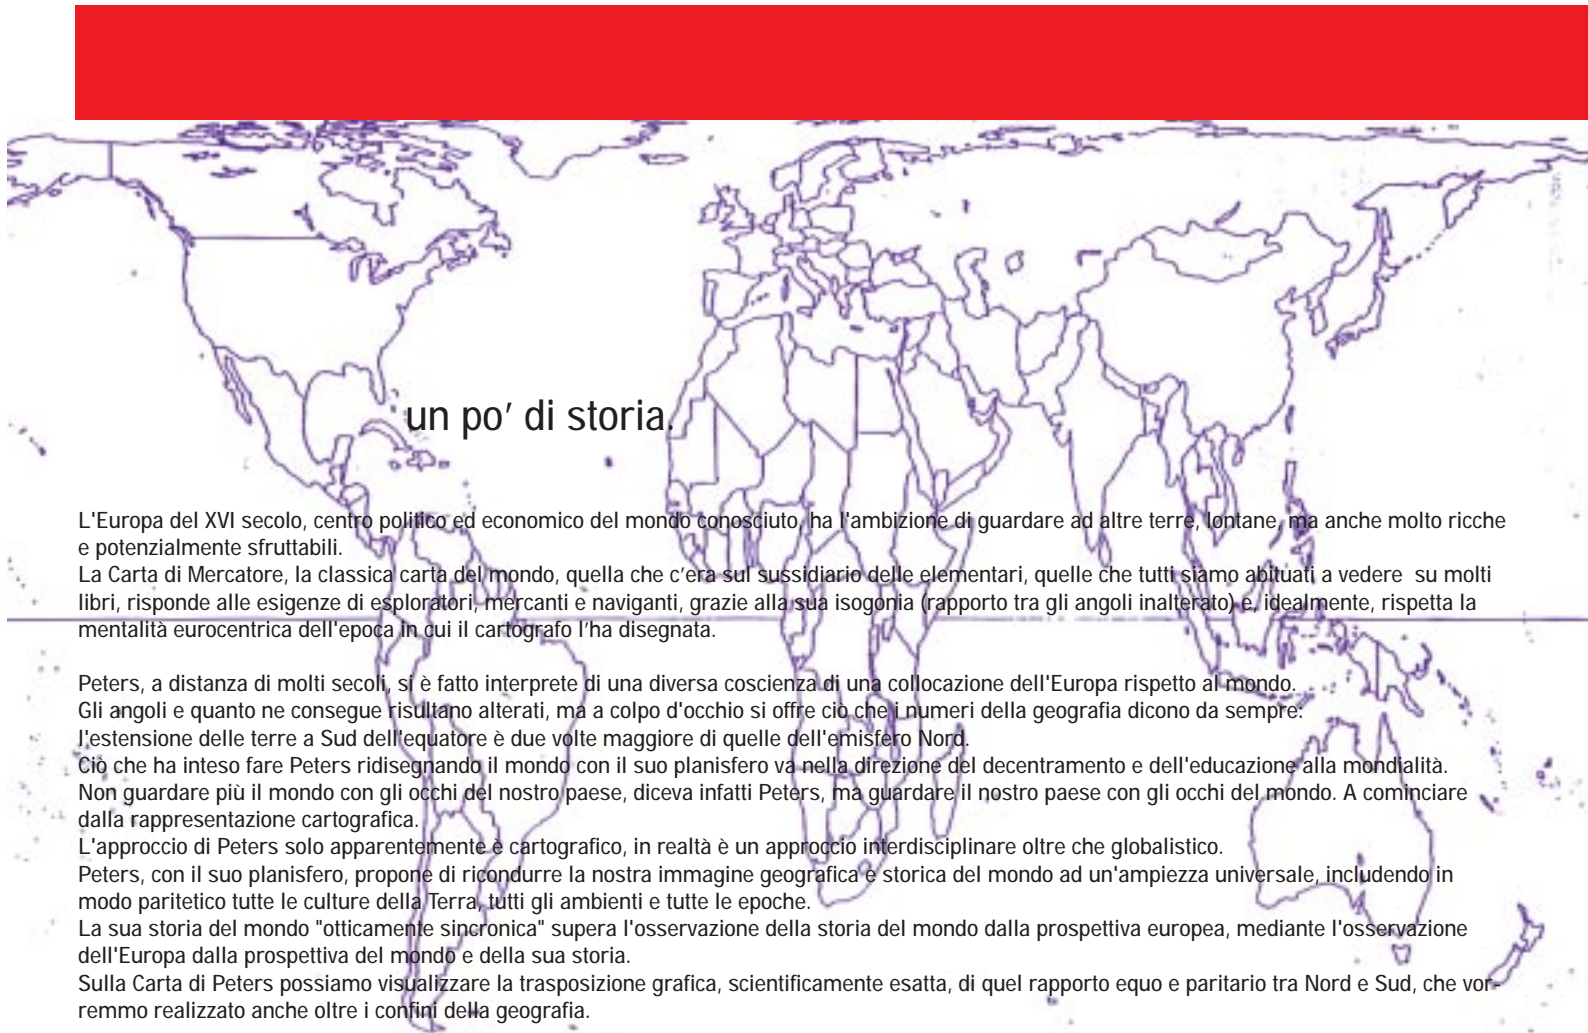 un po’ di storia.
L'Europa del XVI secolo, centro politico ed economico del mondo conosciuto, ha l'ambizione di guardare ad altre terre, lontane, ma anche molto ricche
e potenzialmente sfruttabili.
La Carta di Mercatore, la classica carta del mondo, quella che c’era sul sussidiario delle elementari, quelle che tutti siamo abituati a vedere  su molti
libri, risponde alle esigenze di esploratori, mercanti e naviganti, grazie alla sua isogonia (rapporto tra gli angoli inalterato) e, idealmente, rispetta la
mentalità eurocentrica dell'epoca in cui il cartografo l’ha disegnata.
Peters, a distanza di molti secoli, si è fatto interprete di una diversa coscienza di una collocazione dell'Europa rispetto al mondo.
Gli angoli e quanto ne consegue risultano alterati, ma a colpo d'occhio si offre ciò che i numeri della geografia dicono da sempre:
l'estensione delle terre a Sud dell'equatore è due volte maggiore di quelle dell'emisfero Nord.
Ciò che ha inteso fare Peters ridisegnando il mondo con il suo planisfero va nella direzione del decentramento e dell'educazione alla mondialità.
Non guardare più il mondo con gli occhi del nostro paese, diceva infatti Peters, ma guardare il nostro paese con gli occhi del mondo. A cominciare
dalla rappresentazione cartografica.
L'approccio di Peters solo apparentemente è cartografico, in realtà è un approccio interdisciplinare oltre che globalistico.
Peters, con il suo planisfero, propone di ricondurre la nostra immagine geografica e storica del mondo ad un'ampiezza universale, includendo in
modo paritetico tutte le culture della Terra, tutti gli ambienti e tutte le epoche.
La sua storia del mondo "otticamente sincronica" supera l'osservazione della storia del mondo dalla prospettiva europea, mediante l'osservazione
dell'Europa dalla prospettiva del mondo e della sua storia.
Sulla Carta di Peters possiamo visualizzare la trasposizione grafica, scientificamente esatta, di quel rapporto equo e paritario tra Nord e Sud, che vor-
remmo realizzato anche oltre i confini della geografia.